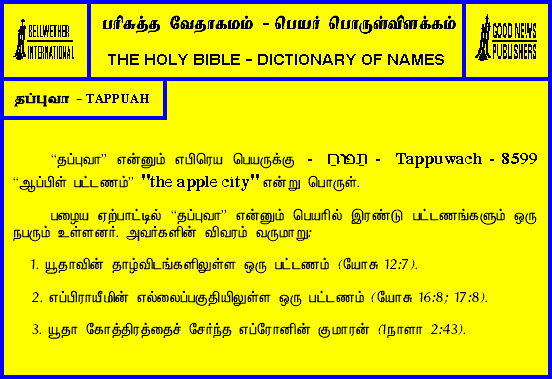 BELLWETHER
INTERNATIONAL
பரிசுத்த வேதாகமம் - பெயர் பொருள்விளக்கம்
THE HOLY BIBLE - DICTIONARY OF NAMES
GOOD NEWS
PUBLISHERS
தப்புவா - TAPPUAH
“தப்புவா” என்னும் எபிரெய பெயருக்கு - תפוח - Tappuwach - 8599
“ஆப்பிள் பட்டணம்” "the apple city" என்று பொருள்.
பழைய ஏற்பாட்டில் “தப்புவா” என்னும் பெயரில் இரண்டு பட்டணங்களும் ஒரு
நபரும் உள்ளனர். அவர்களின் விவரம் வருமாறு:
1. யூதாவின் தாழ்விடங்களிலுள்ள ஒரு பட்டணம் (யோசு 12:7).
2. எப்பிராயீமின் எல்லைப்பகுதியிலுள்ள ஒரு பட்டணம் (யோசு 16:8; 17:8).
3. யூதா கோத்திரத்தைச் சேர்ந்த எப்ரோனின் குமாரன் (1நாளா 2:43).